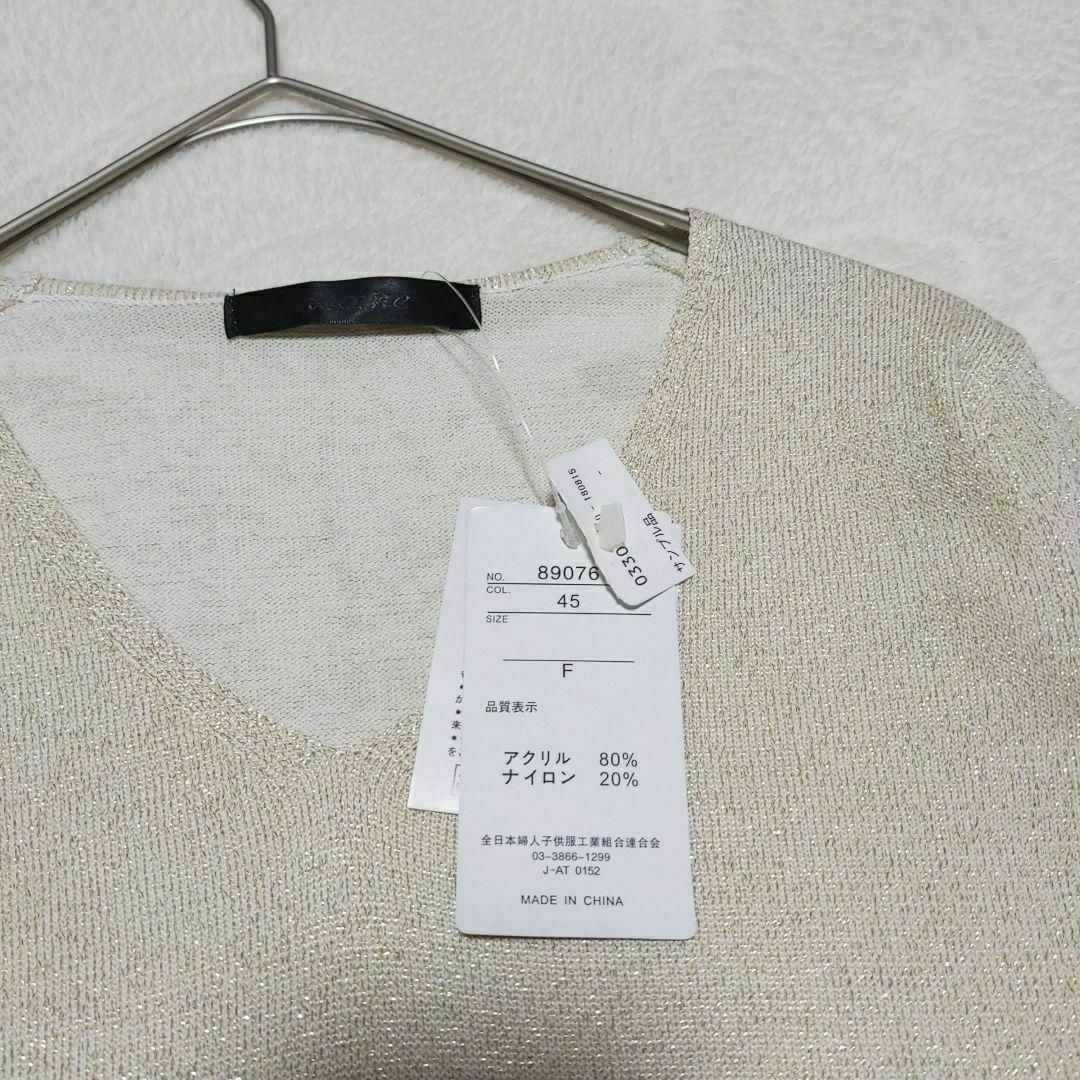 NO. 89076
COL. 45
SIZE
F
品質表示
アクリル 80%
ナイロン 20%
全日本婦人子供服工業組合連合会
03-3866-1299
J-AT 0152
MADE IN CHINA
サンプル品
0330
- 180815